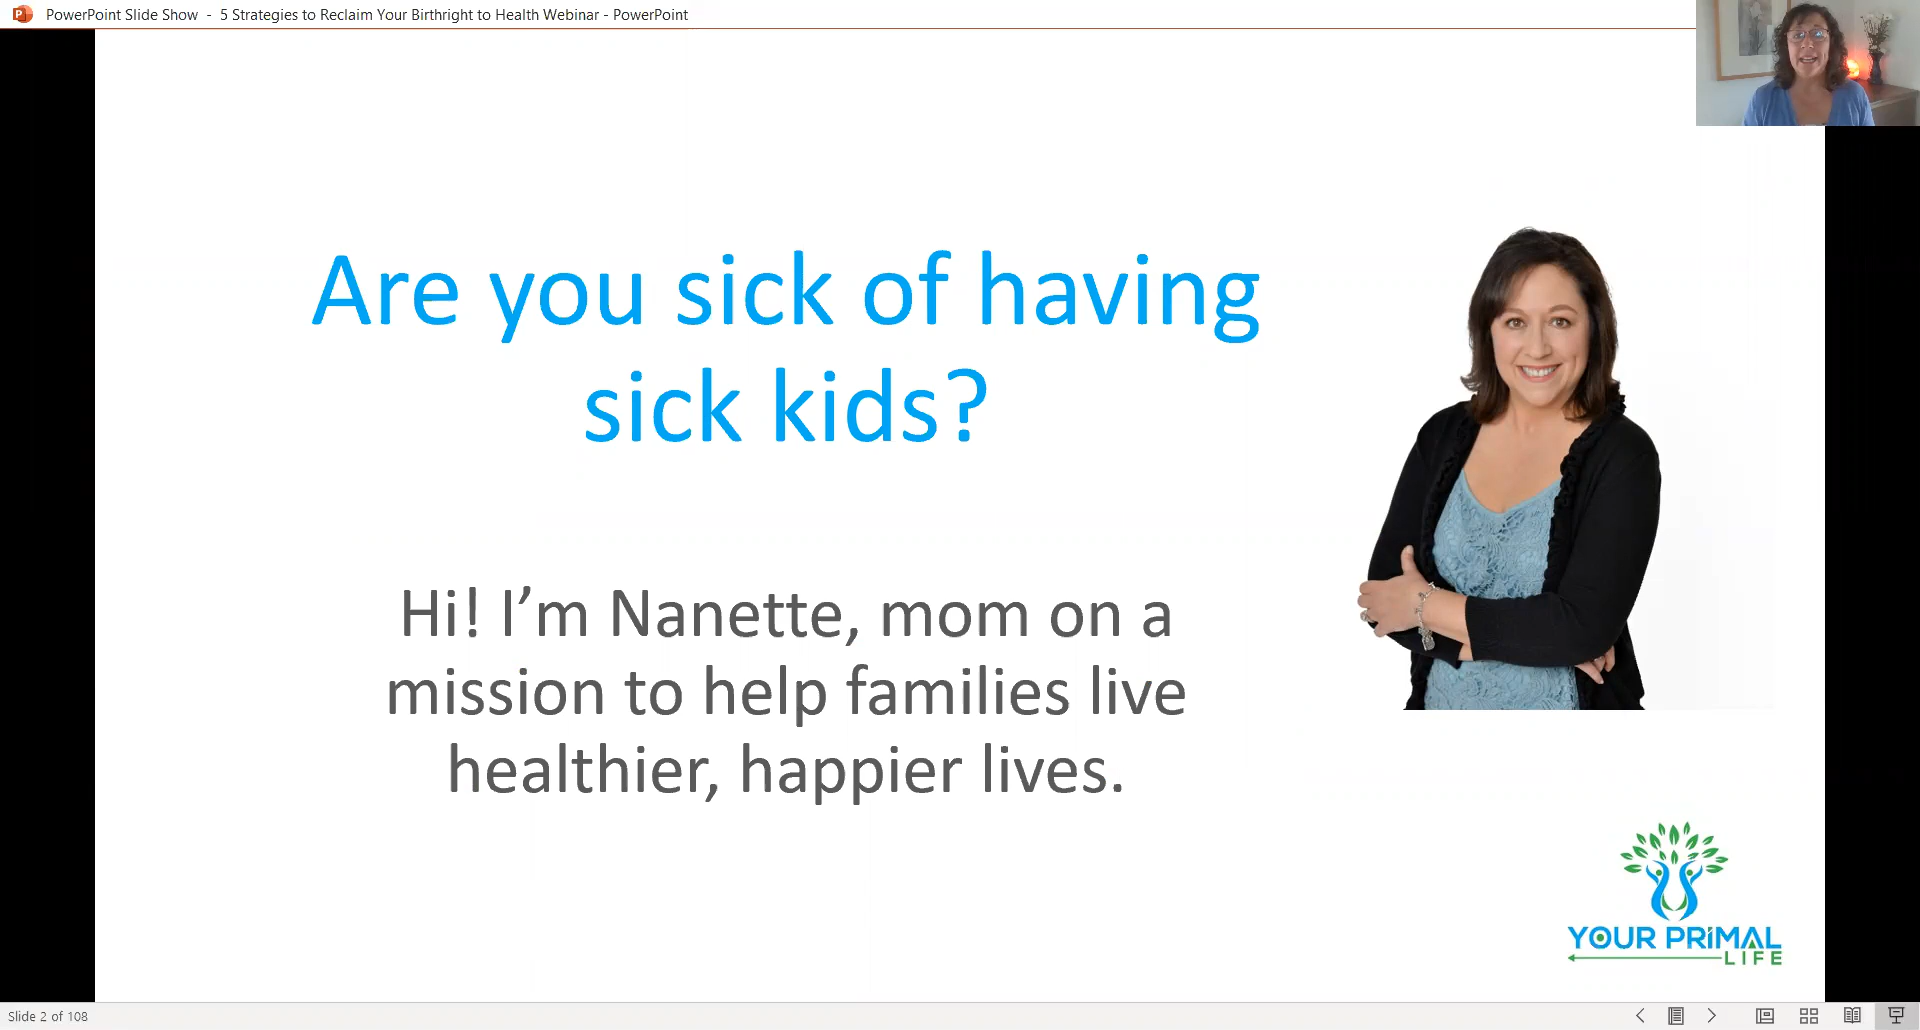 PowerPoint Slide Show - 5 Strategies to Reclaim Your Birthright to Health Webinar - PowerPoint
Are you sick of having
sick kids?
Hi! I’m Nanette, mom on a
mission to help families live
healthier, happier lives.
YOUR PRIMAL
LIFE
Slide 2 of 108